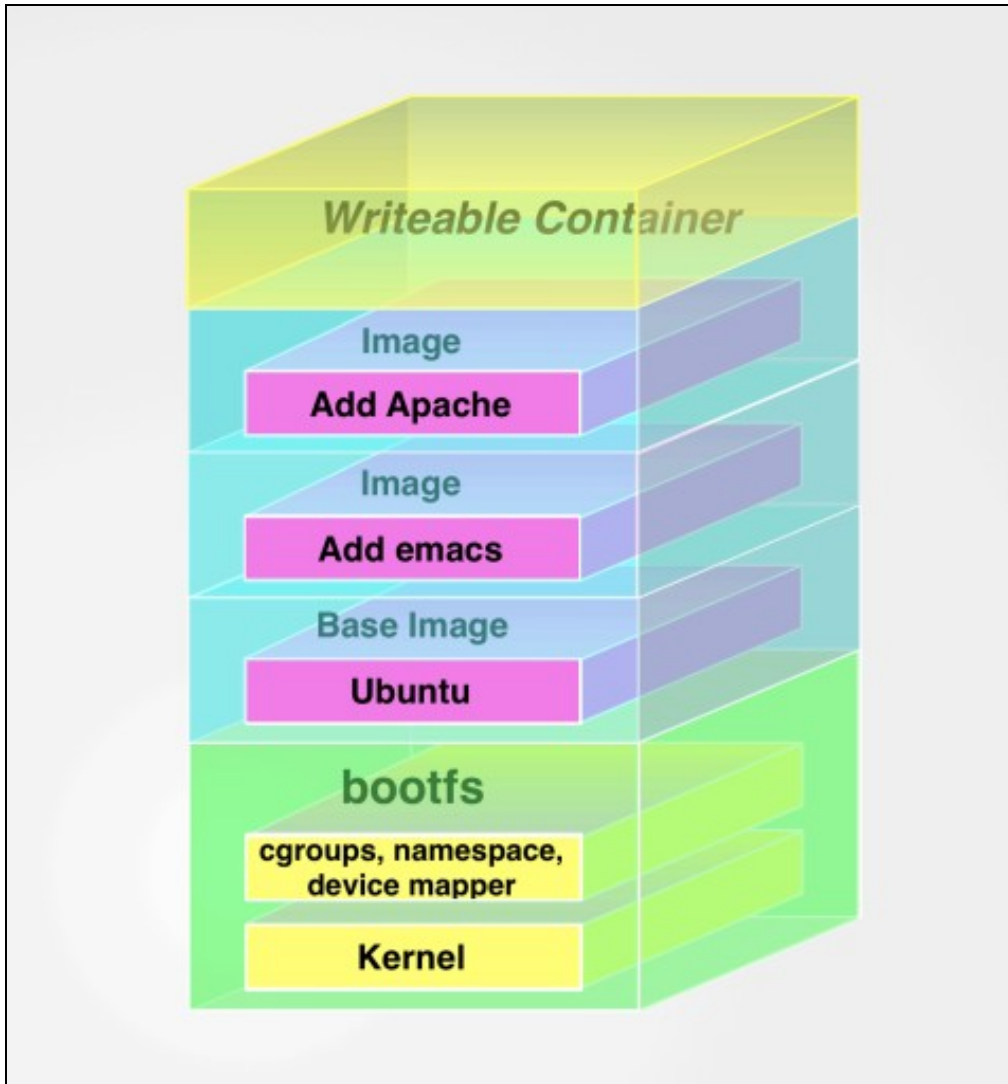 Writeable Container
Image
Add Apache
Image
Add emacs
Base Image
Ubuntu
bootfs
cgroups, namespace,
device mapper
Kernel